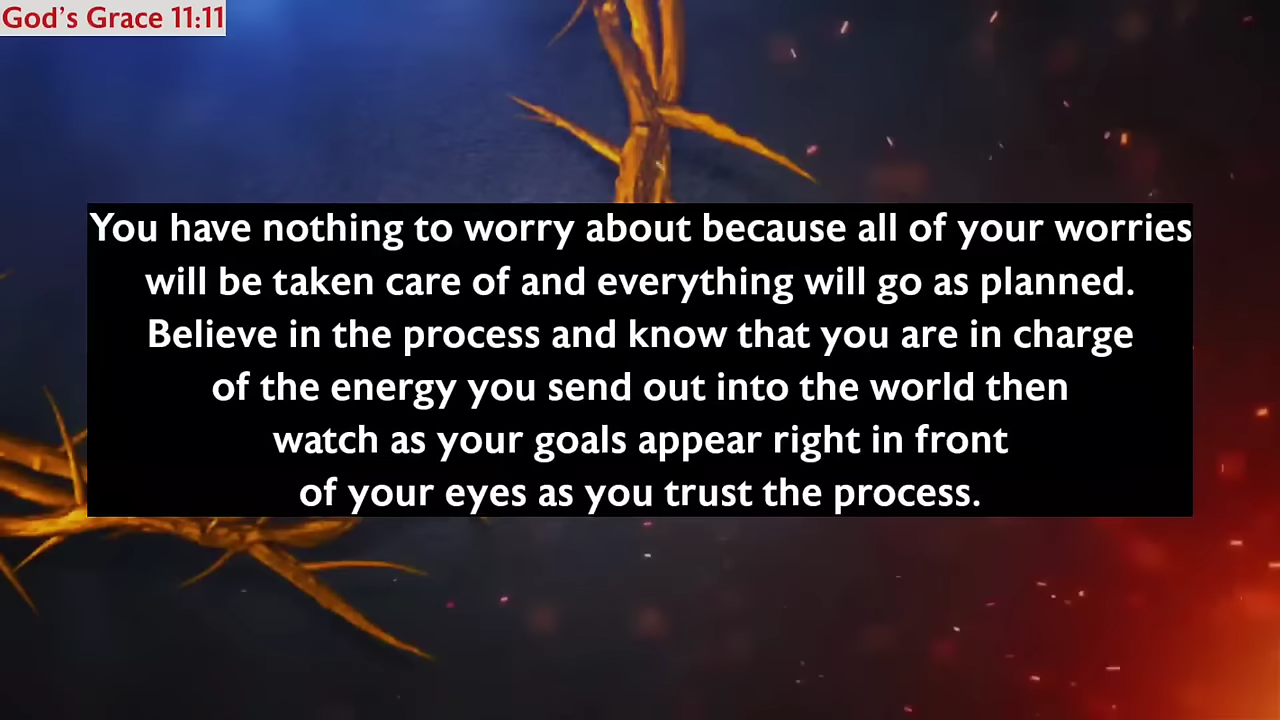 God's Grace 11:11
You have nothing to worry about because all of your worries
will be taken care of and everything will go as planned.
Believe in the process and know that you are in charge
of the energy you send out into the world then
watch as your goals appear right in front
of your eyes as you trust the process.